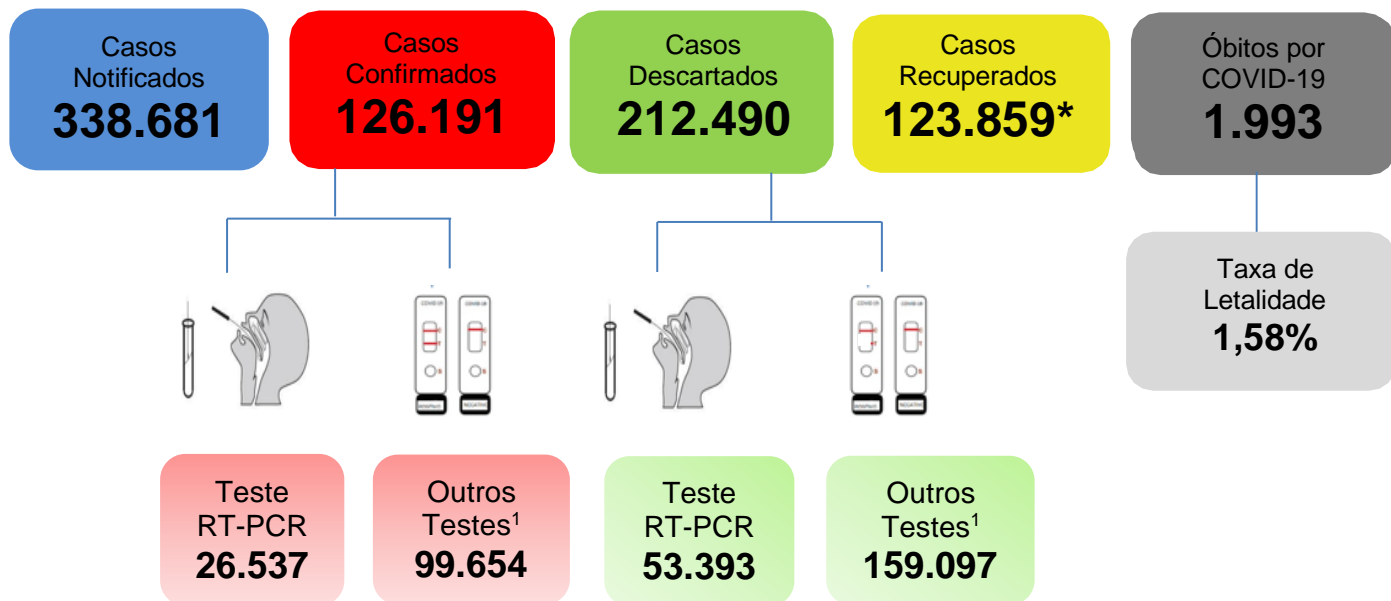 Casos
Notificados
338.681
Casos
Confirmados
126.191
Casos
Descartados
212.490
Casos
Recuperados
123.859*
Óbitos por
COVID-19
1.993
Taxa de
Letalidade
1,58%
Teste
RT-PCR
26.537
Outros
Testes¹
99.654
Teste
RT-PCR
53.393
Outros
Testes¹
159.097